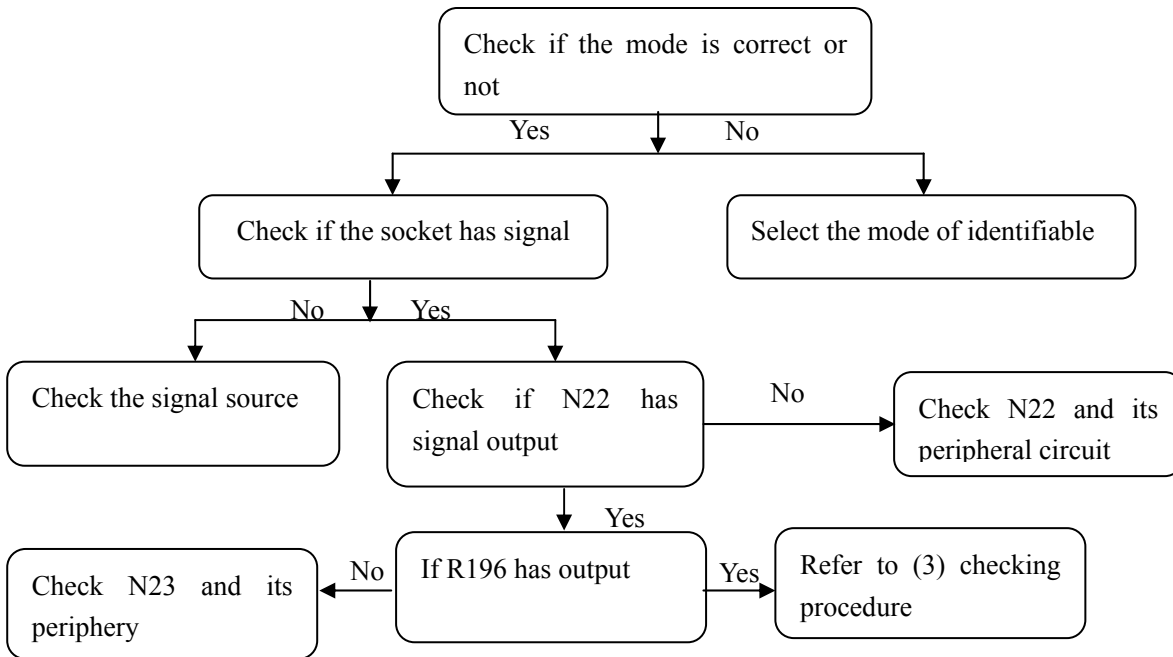 Check if the mode is correct or
not
Yes
No
Check if the socket has signal
Select the mode of identifiable
No
Yes
Check the signal source
Check if N22 has
signal output
No
Check N22 and its
peripheral circuit
Yes
Check N23 and its
periphery
No
If R196 has output
Yes
Refer to (3) checking
procedure